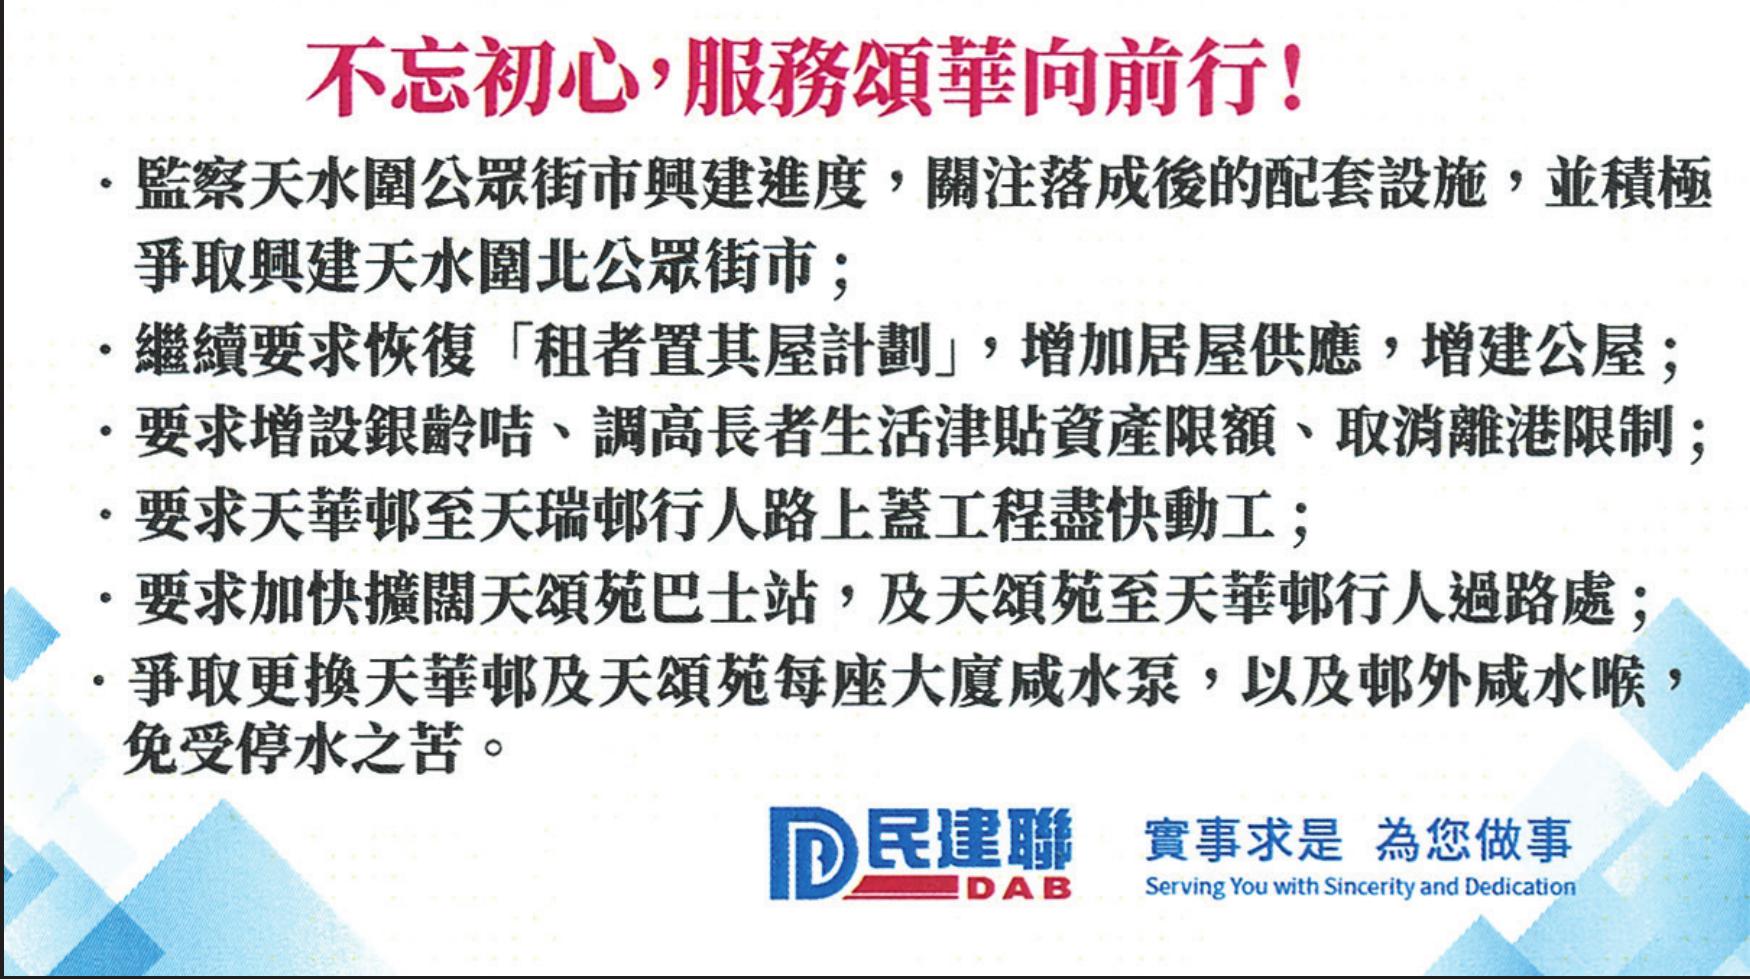 不忘初心，服務頌華向前行！
· 監察天水圍公眾街市興建進度，關注落成後的配套設施，並積極
爭取興建天水圍北公眾街市；
· 繼續要求恢復「租者置其屋計劃」，增加居屋供應，增建公屋；
· 要求增設銀齡咭、調高長者生活津貼資產限額、取消離港限制；
· 要求天華邨至天瑞邨行人路上蓋工程盡快動工；
· 要求加快擴闊天頌苑巴士站，及天頌苑至天華邨行人過路處；
· 爭取更換天華邨及天頌苑每座大廈咸水泵，以及邨外咸水喉，
免受停水之苦。
民建聯
DAB
實事求是 為您做事
Serving You with Sincerity and Dedication